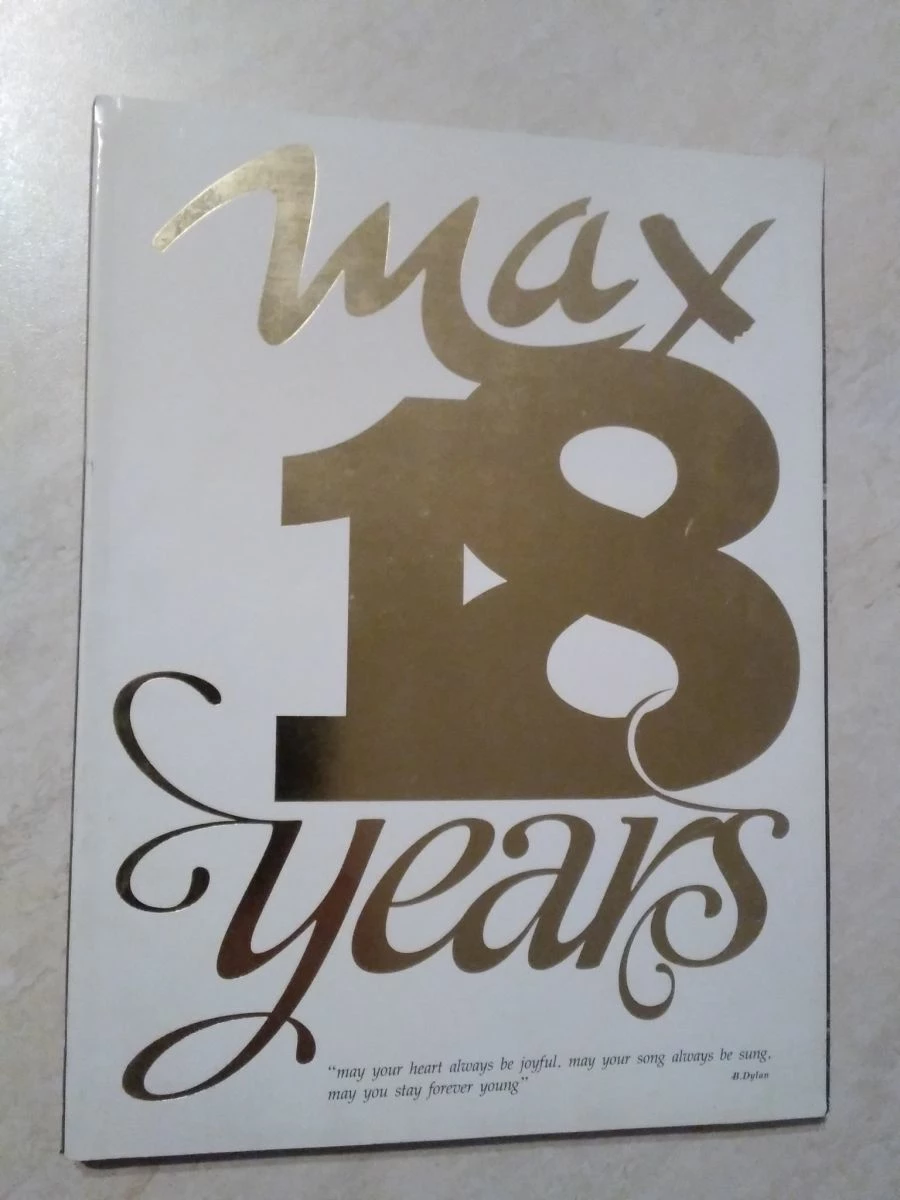 max
18
years
“may your heart always be joyful. may your song always be sung,
may you stay forever young”
B.Dylan